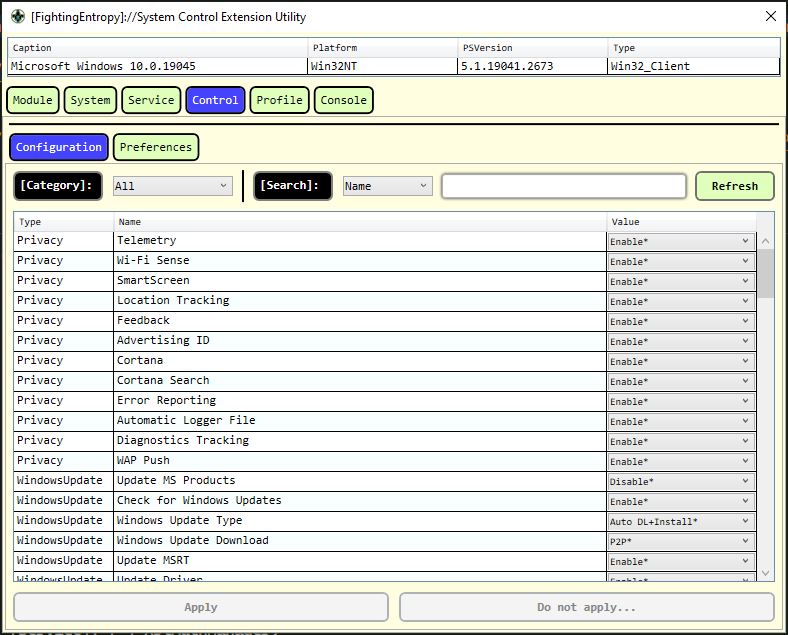 [FightingEntropy]://System Control Extension Utility
Caption Platform PSVersion Type
Microsoft Windows 10.0.19045 Win32NT 5.1.19041.2673 Win32_Client
Module System Service Control Profile Console
Configuration Preferences
[Category]: All [Search]: Name Refresh
Type Name Value
Privacy Telemetry Enable*
Privacy Wi-Fi Sense Enable*
Privacy SmartScreen Enable*
Privacy Location Tracking Enable*
Privacy Feedback Enable*
Privacy Advertising ID Enable*
Privacy Cortana Enable*
Privacy Cortana Search Enable*
Privacy Error Reporting Enable*
Privacy Automatic Logger File Enable*
Privacy Diagnostics Tracking Enable*
Privacy WAP Push Enable*
WindowsUpdate Update MS Products Disable*
WindowsUpdate Check for Windows Updates Enable*
WindowsUpdate Windows Update Type Auto DL+Install*
WindowsUpdate Windows Update Download P2P*
WindowsUpdate Update MSRT Enable*
WindowsUpdate Update Driver Enable*
Apply Do not apply...